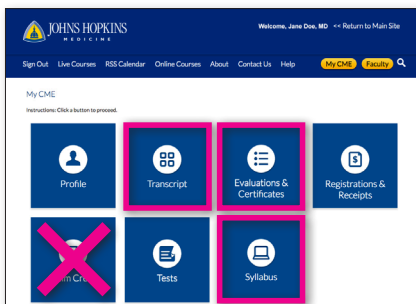 JOHNS HOPKINS
MEDICINE
Welcome, Jane Doe, MD << Return to Main Site
Sign Out Live Courses RSS Calendar Online Courses About Contact Us Help My CME Faculty
My CME
Instructions: Click a button to proceed.
Profile
Transcript
Evaluations &
Certificates
Registrations &
Receipts
Tests
Syllabus